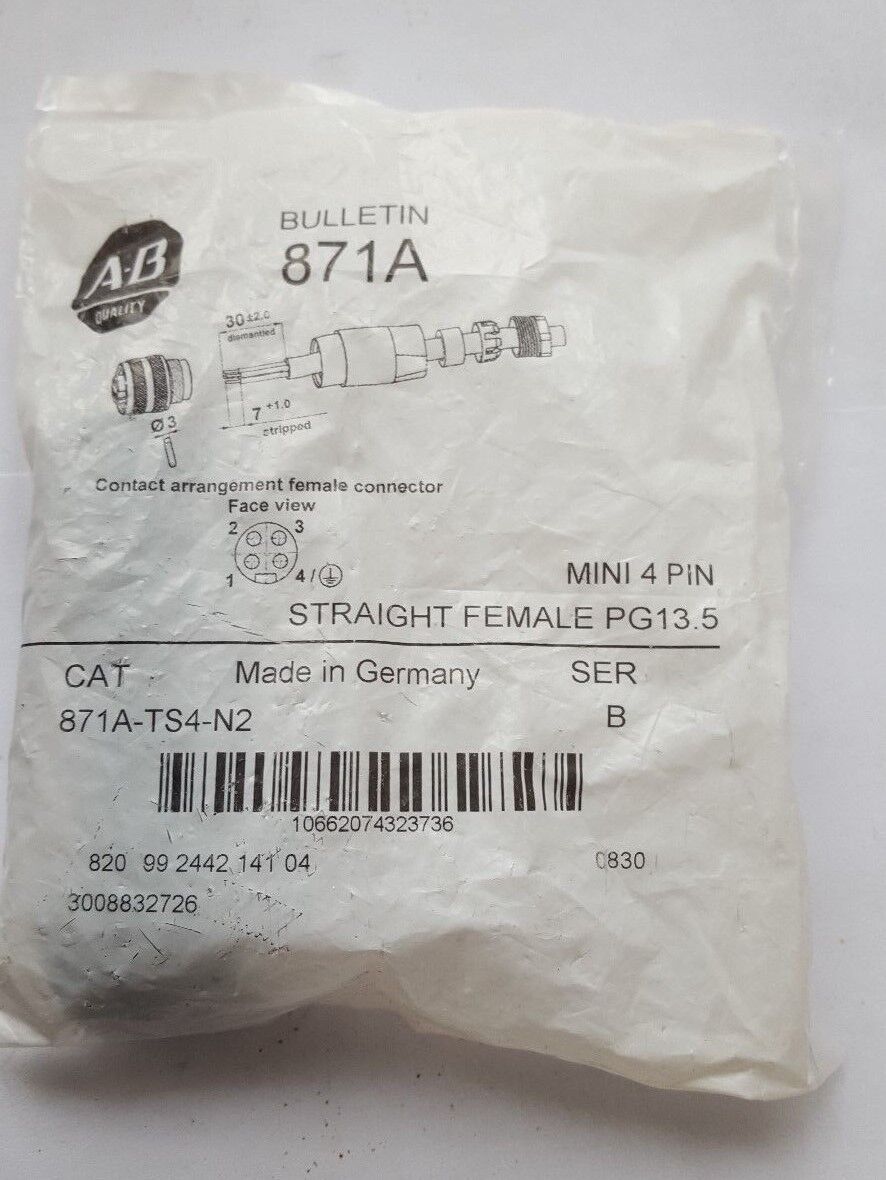 BULLETIN
871A
A-B
QUALITY
30 ±2.0
dismantled
7 +1.0
stripped
Ø 3
Contact arrangement female connector
Face view
2 3
1 4 / ⏚
MINI 4 PIN
STRAIGHT FEMALE PG13.5
CAT Made in Germany SER
871A-TS4-N2 B
10662074323736
820 99 2442 141 04 0830
3008832726